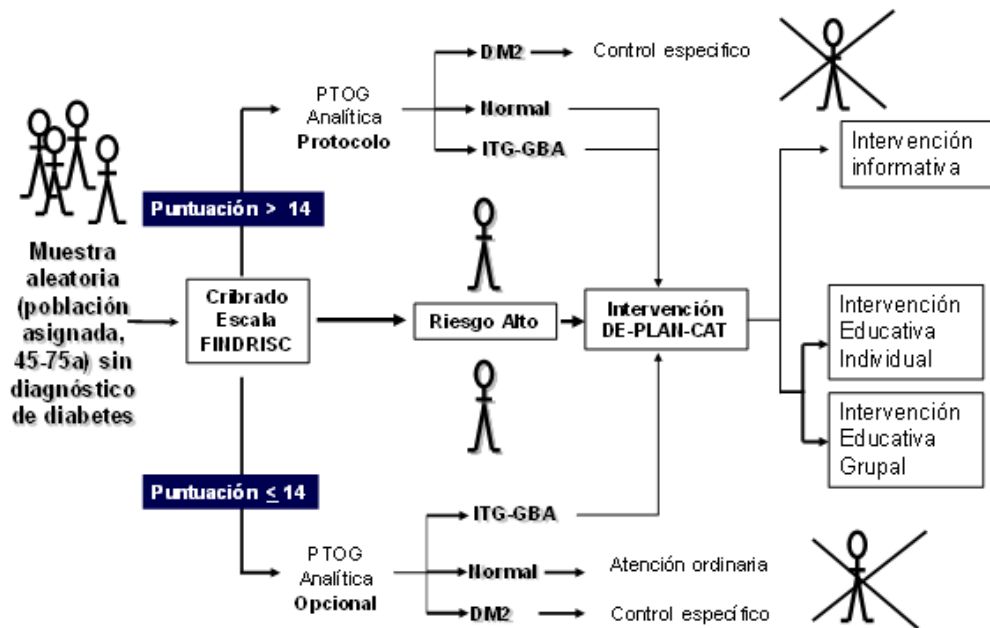 DM2
Control especifico
PTOG
Analítica
Protocolo
Normal
ITG-GBA
Intervención
informativa
Puntuación > 14
Muestra
aleatoria
(población
asignada,
45-75a) sin
diagnóstico
de diabetes
Cribrado
Escala
FINDRISC
Riesgo Alto
Intervención
DE-PLAN-CAT
Intervención
Educativa
Individual
Intervención
Educativa
Grupal
Puntuación ≤ 14
PTOG
Analítica
Opcional
ITG-GBA
Normal
Atención ordinaria
DM2
Control específico